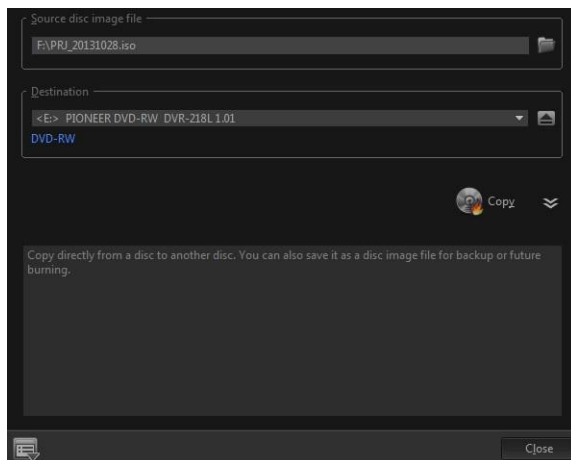 Source disc image file
F:\PRJ_20131028.iso
Destination
<E:> PIONEER DVD-RW DVR-218L 1.01
DVD-RW
Copy
Copy directly from a disc to another disc. You can also save it as a disc image file for backup or future
burning.
Close